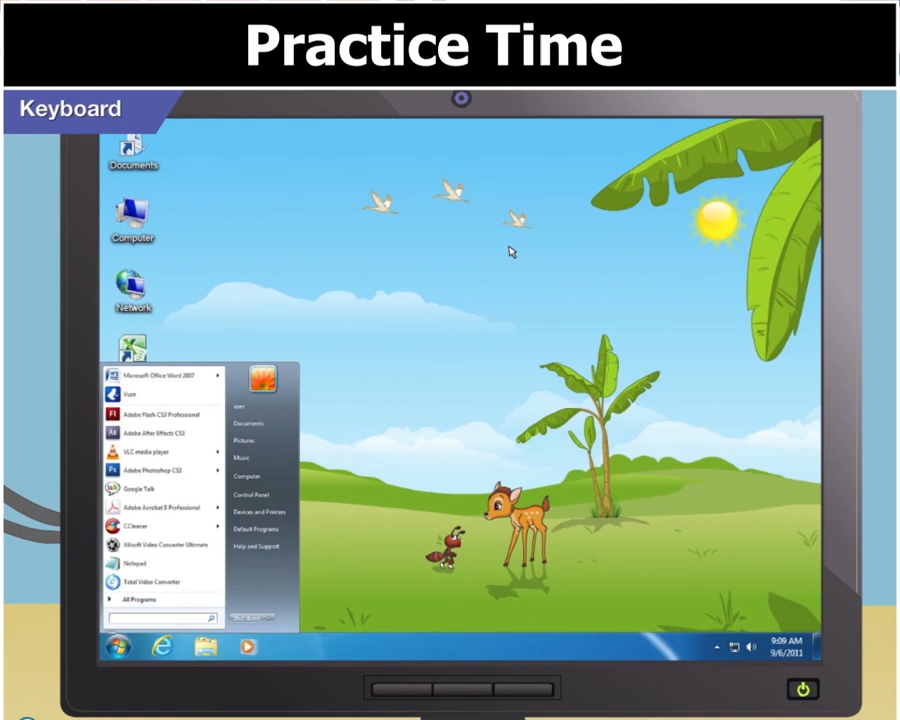 Practice Time
Keyboard
Documents
Computer
Network
Microsoft Office Word 2007
Vuze
Adobe Flash CS3 Professional
Adobe After Effects CS3
VLC media player
Adobe Photoshop CS3
Google Talk
Adobe Acrobat 8 Professional
CCleaner
Xilisoft Video Converter Ultimate
Notepad
Total Video Converter
All Programs
user
Documents
Pictures
Music
Computer
Control Panel
Devices and Printers
Default Programs
Help and Support
Shut down
9:09 AM
9/6/2011